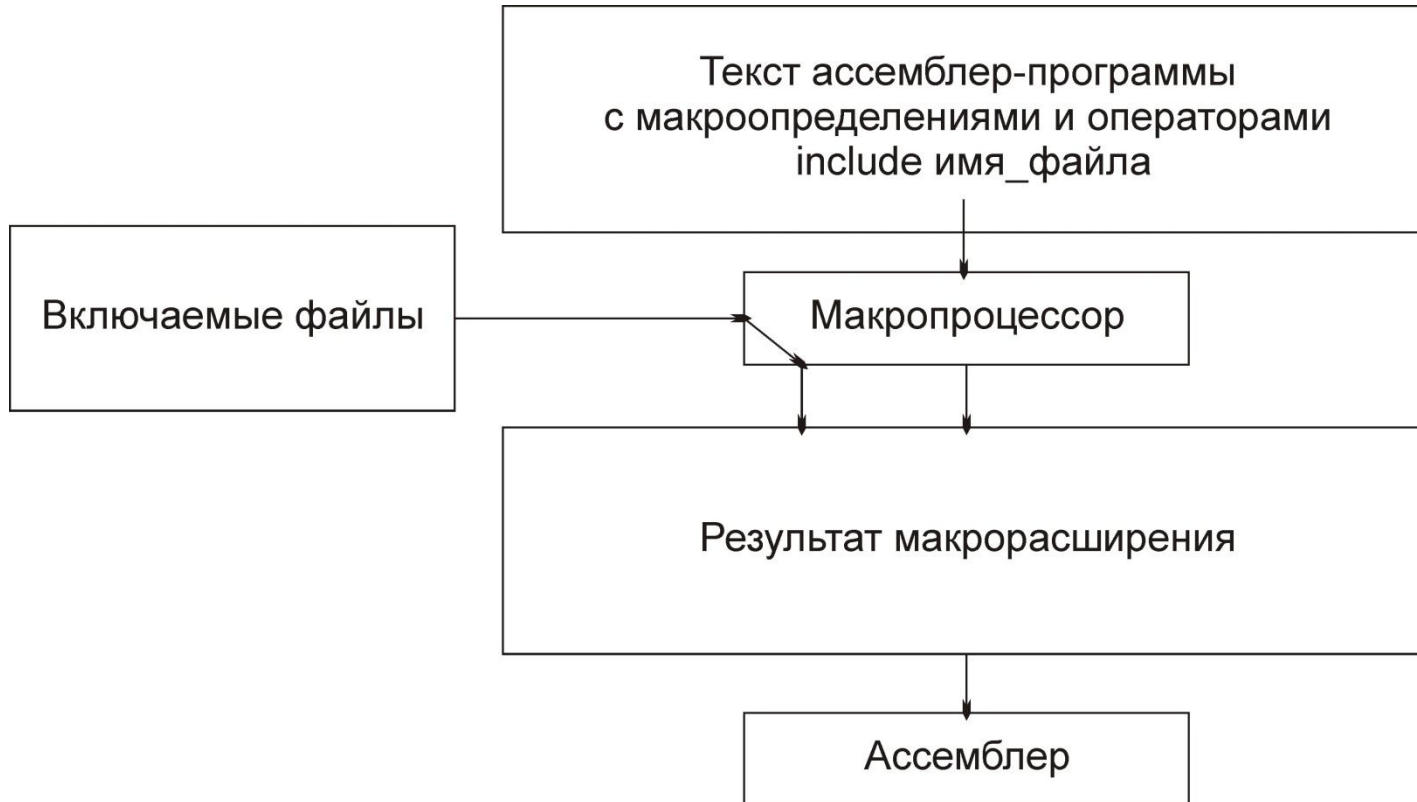 Текст ассемблер-программы
с макроопределениями и операторами
include имя_файла
Включаемые файлы
Макропроцессор
Результат макрорасширения
Ассемблер